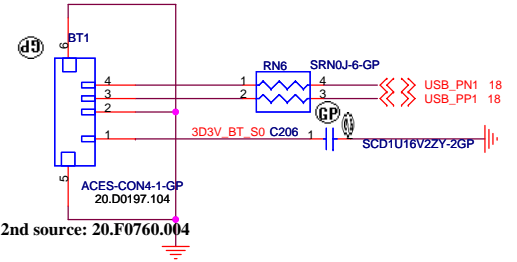 GP
6
BT1
RN6
SRN0J-6-GP
4
1
4
USB_PN1 18
3
2
3
USB_PP1 18
2
GP
1
3D3V_BT_S0
C206
1
SCD1U16V2ZY-2GP
5
ACES-CON4-1-GP
20.D0197.104
2nd source: 20.F0760.004